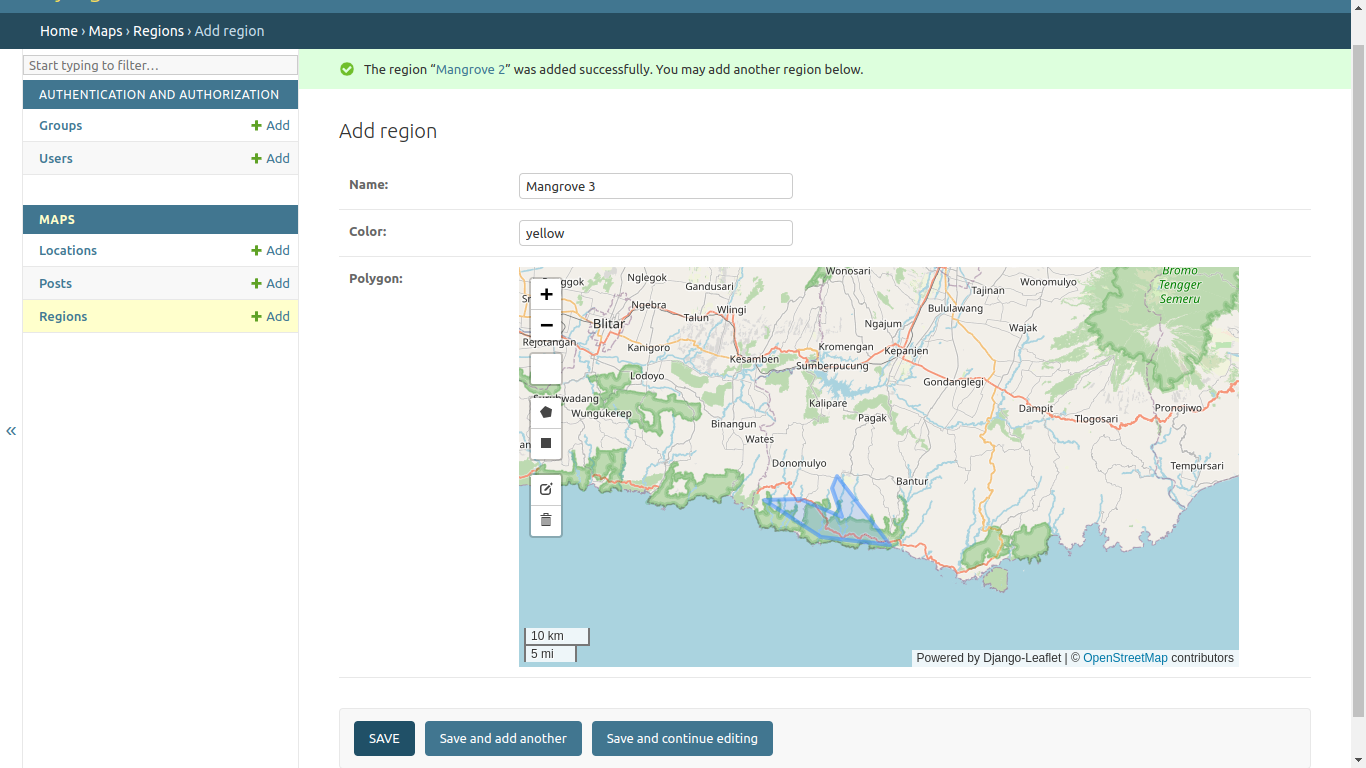 Home › Maps › Regions › Add region
Start typing to filter…
AUTHENTICATION AND AUTHORIZATION
Groups
Add
Users
Add
MAPS
Locations
Add
Posts
Add
Regions
Add
«
The region “Mangrove 2” was added successfully. You may add another region below.
Add region
Name:
Mangrove 3
Color:
yellow
Polygon:
+
−
Wonosari
Bromo
Tengger
Semeru
Nglegok
Gandusari
Tajinan
Wonomulyo
Ngebra
Wlingi
Bululawang
Talun
Blitar
Ngajum
Wajak
Rejotangan
Kanigoro
Kromengan
Kepanjen
Kesamben
Sumberpucung
Lodoyo
Gondanglegi
Kalipare
Wungukerep
Pagak
Dampit
Pronojiwo
Tlogosari
Binangun
Wates
Donomulyo
Tempursari
Bantur
10 km
5 mi
Powered by Django-Leaflet | © OpenStreetMap contributors
SAVE
Save and add another
Save and continue editing